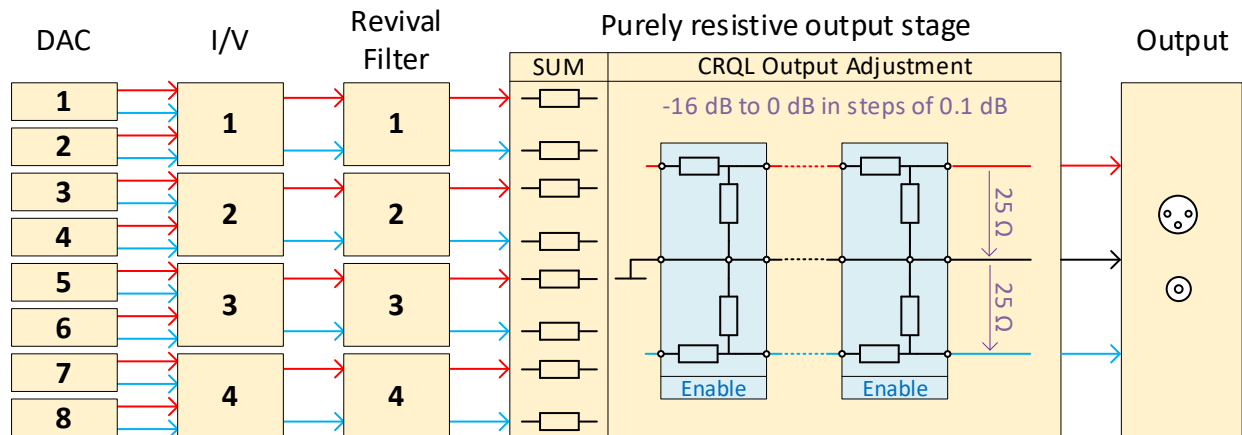 DAC
I/V
Revival
Filter
Purely resistive output stage
Output
SUM
CRQL Output Adjustment
-16 dB to 0 dB in steps of 0.1 dB
1
2
3
4
5
6
7
8
1
2
3
4
1
2
3
4
25 Ω
25 Ω
Enable
Enable